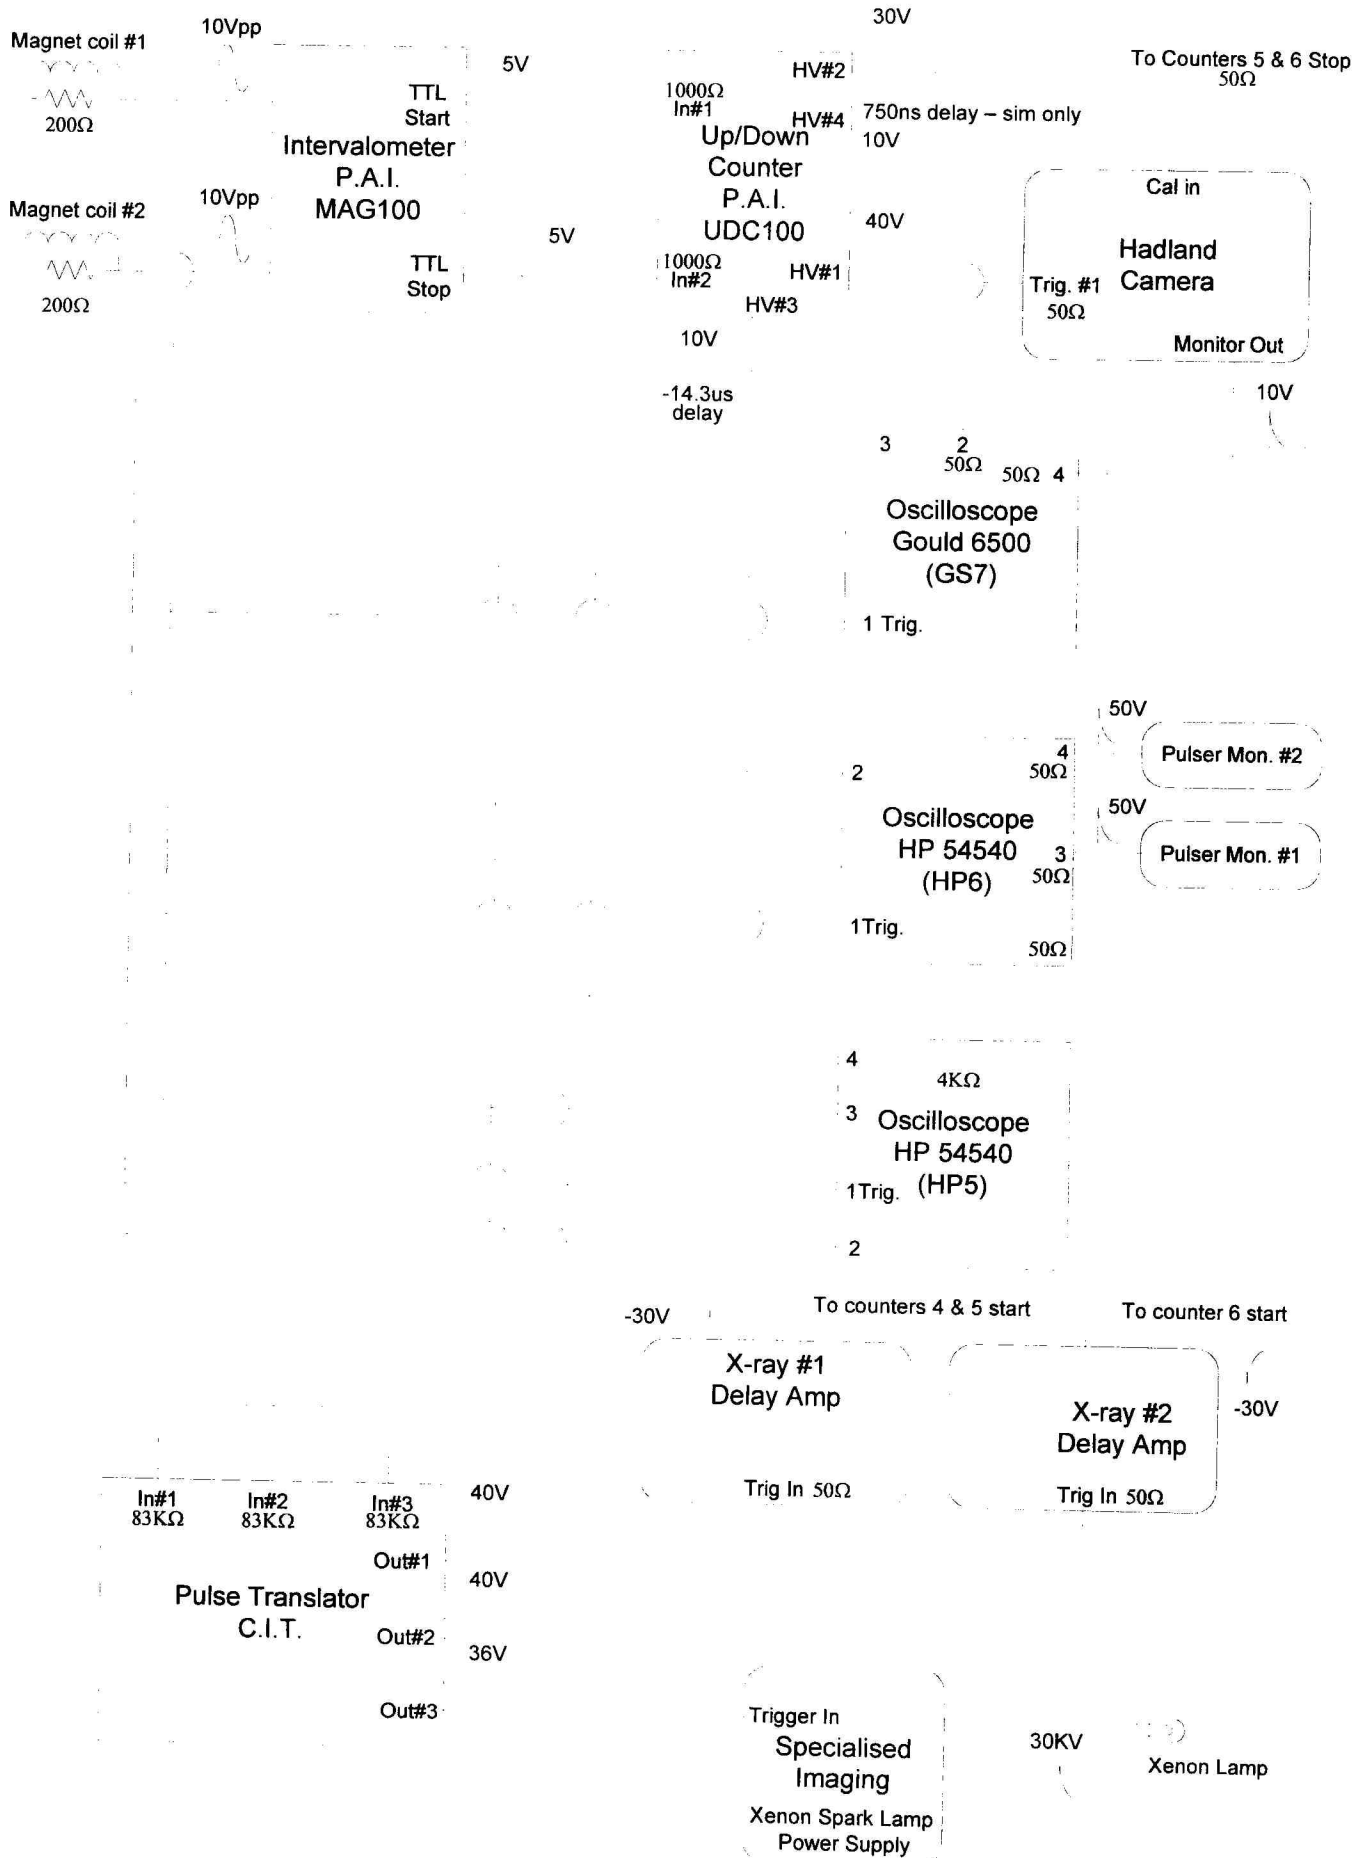 30V
10Vpp
Magnet coil #1
5V
To Counters 5 & 6 Stop
50Ω
HV#2
TTL
Start
200Ω
1000Ω
In#1
HV#4
750ns delay – sim only
10V
Intervalometer
P.A.I.
MAG100
Up/Down
Counter
P.A.I.
UDC100
10Vpp
Magnet coil #2
5V
40V
Cal in
Hadland
Camera
TTL
Stop
200Ω
1000Ω
In#2
HV#1
HV#3
Trig. #1
50Ω
Monitor Out
10V
-14.3us
delay
10V
3
2
50Ω
50Ω 4
Oscilloscope
Gould 6500
(GS7)
1 Trig.
50V
Pulser Mon. #2
2
4
50Ω
50V
Oscilloscope
HP 54540
(HP6)
3
50Ω
Pulser Mon. #1
1Trig.
50Ω
4
4KΩ
3
Oscilloscope
HP 54540
(HP5)
1Trig.
2
-30V
To counters 4 & 5 start
To counter 6 start
X-ray #1
Delay Amp
X-ray #2
Delay Amp
-30V
Trig In 50Ω
Trig In 50Ω
In#1
83KΩ
In#2
83KΩ
In#3
83KΩ
40V
Out#1
40V
Pulse Translator
C.I.T.
Out#2
36V
Out#3
Trigger In
Specialised
Imaging
Xenon Spark Lamp
Power Supply
30KV
Xenon Lamp